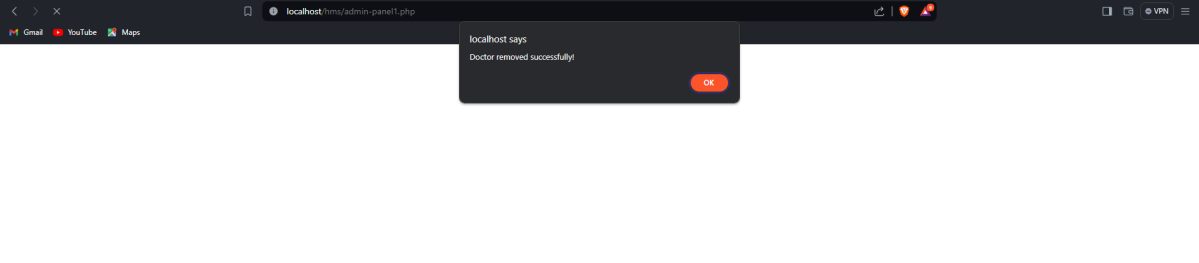 localhost/hms/admin-panel1.php
VPN
Gmail YouTube Maps
localhost says
Doctor removed successfully!
OK